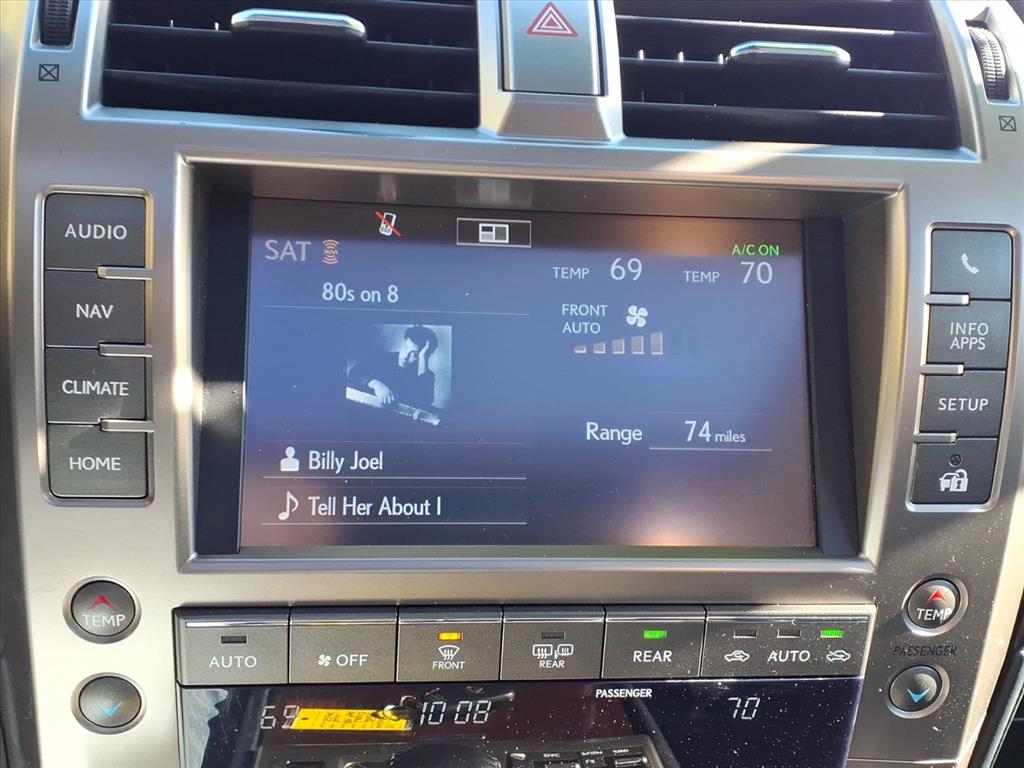 AUDIO
NAV
CLIMATE
HOME
SAT
80s on 8
Billy Joel
Tell Her About I
A/C ON
TEMP 69 TEMP 70
FRONT
AUTO
Range 74 miles
INFO
APPS
SETUP
TEMP
TEMP
PASSENGER
AUTO
OFF
FRONT
REAR
REAR
AUTO
PASSENGER
69 10:08 70